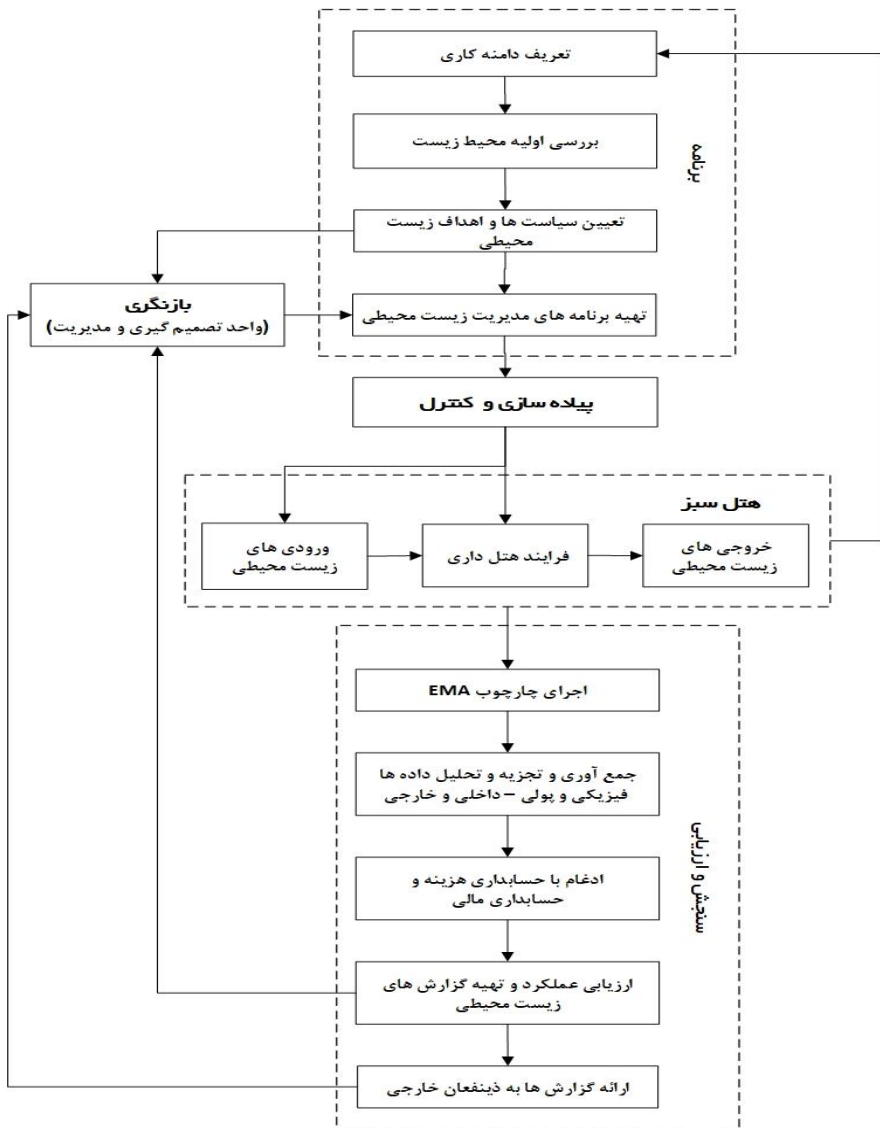 تعریف دامنه کاری
بررسی اولیه محیط زیست
برنامه
تعیین سیاست ها و اهداف زیست
محیطی
بازنگری
(واحد تصمیم گیری و مدیریت)
تهیه برنامه های مدیریت زیست محیطی
پیاده سازی و کنترل
هتل سبز
خروجی های
زیست محیطی
فرایند هتل داری
ورودی های
زیست محیطی
اجرای چارچوب EMA
جمع آوری و تجزیه و تحلیل داده ها
فیزیکی و پولی – داخلی و خارجی
سنجش و ارزیابی
ادغام با حسابداری هزینه و
حسابداری مالی
ارزیابی عملکرد و تهیه گزارش های
زیست محیطی
ارائه گزارش ها به ذینفعان خارجی